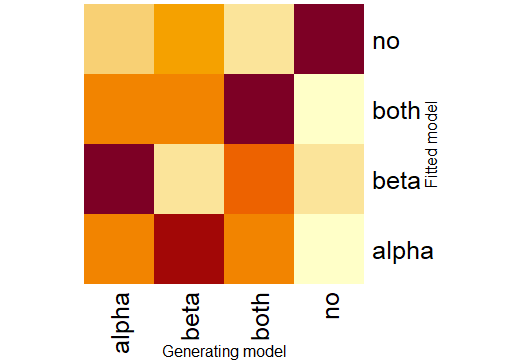 no
both
beta
alpha
Fitted model
alpha
beta
both
no
Generating model